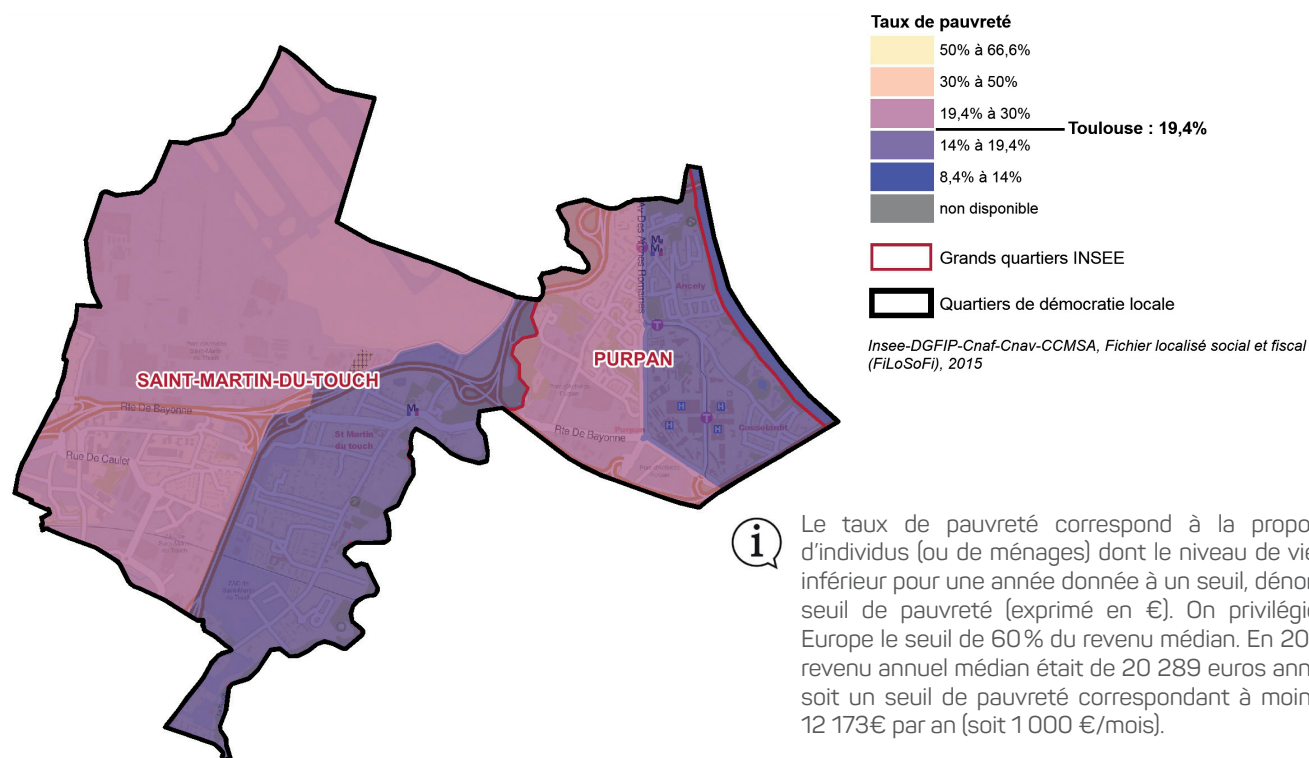 Taux de pauvreté
50% à 66,6%
30% à 50%
19,4% à 30%
Toulouse : 19,4%
14% à 19,4%
8,4% à 14%
non disponible
Grands quartiers INSEE
Quartiers de démocratie locale
Insee-DGFIP-Cnaf-Cnav-CCMSA, Fichier localisé social et fiscal
(FiLoSoFi), 2015
Ancely
PURPAN
SAINT-MARTIN-DU-TOUCH
Rte De Bayonne
M
St Martin
du touch
Rue De Caulet
T
H
H
H
H
T
Purpan
Casselardit
Rte De Bayonne
i
Le taux de pauvreté correspond à la propo
d'individus (ou de ménages) dont le niveau de vie
inférieur pour une année donnée à un seuil, dénor
seuil de pauvreté (exprimé en €). On privilégie
Europe le seuil de 60 % du revenu médian. En 20
revenu annuel médian était de 20 289 euros ann
soit un seuil de pauvreté correspondant à moin
12 173€ par an (soit 1 000 €/mois).